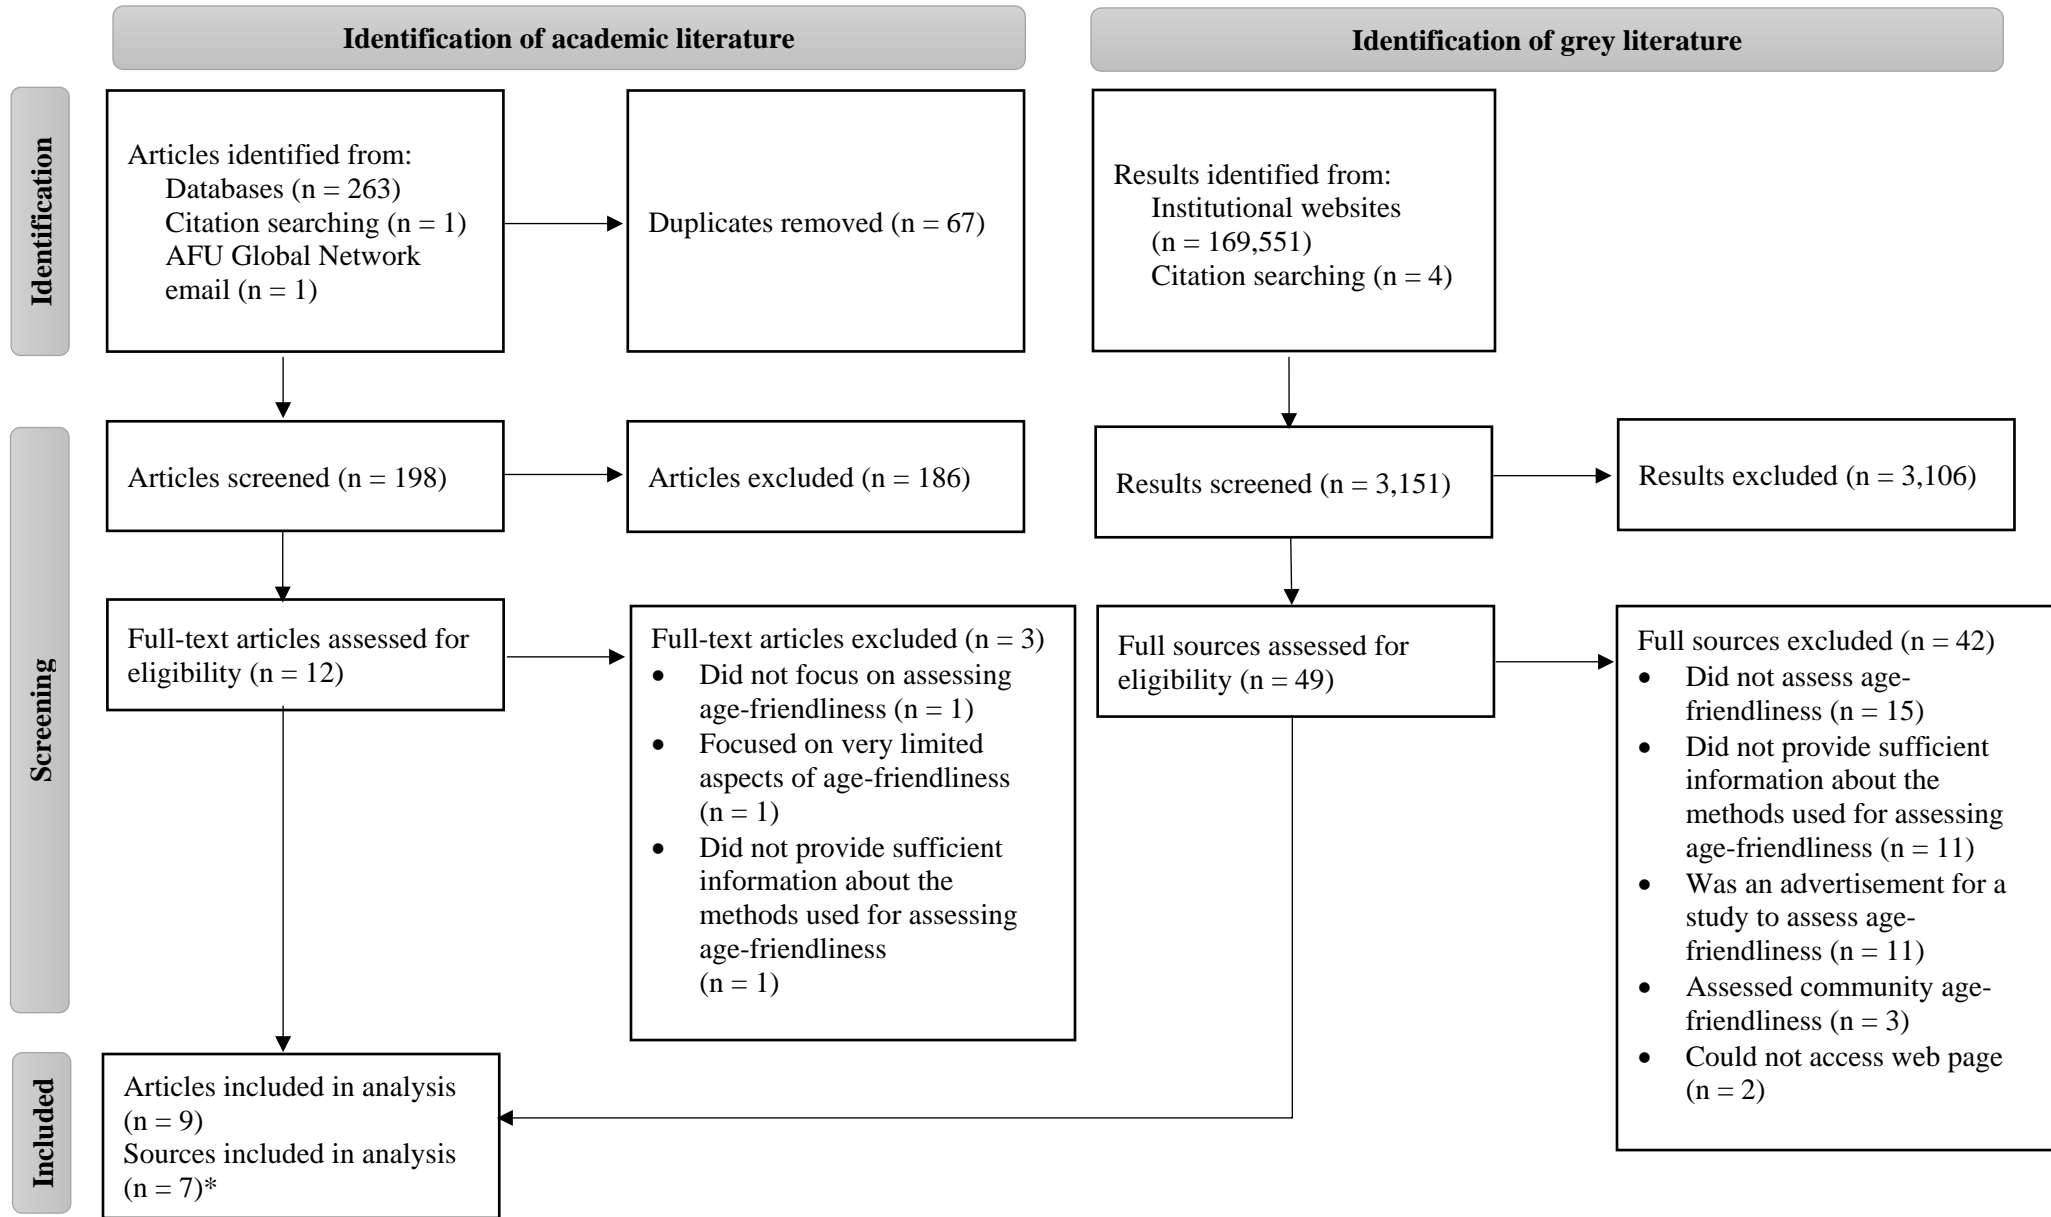 Identification of academic literature
Identification of grey literature
Identification
Articles identified from:
Databases (n = 263)
Citation searching (n = 1)
AFU Global Network
email (n = 1)
Duplicates removed (n = 67)
Results identified from:
Institutional websites
(n = 169,551)
Citation searching (n = 4)
Screening
Articles screened (n = 198)
Articles excluded (n = 186)
Results screened (n = 3,151)
Results excluded (n = 3,106)
Full-text articles assessed for
eligibility (n = 12)
Full-text articles excluded (n = 3)
• Did not focus on assessing
age-friendliness (n = 1)
• Focused on very limited
aspects of age-friendliness
(n = 1)
• Did not provide sufficient
information about the
methods used for assessing
age-friendliness
(n = 1)
Full sources assessed for
eligibility (n = 49)
Full sources excluded (n = 42)
• Did not assess age-
friendliness (n = 15)
• Did not provide sufficient
information about the
methods used for assessing
age-friendliness (n = 11)
• Was an advertisement for a
study to assess age-
friendliness (n = 11)
• Assessed community age-
friendliness (n = 3)
• Could not access web page
(n = 2)
Included
Articles included in analysis
(n = 9)
Sources included in analysis
(n = 7)*